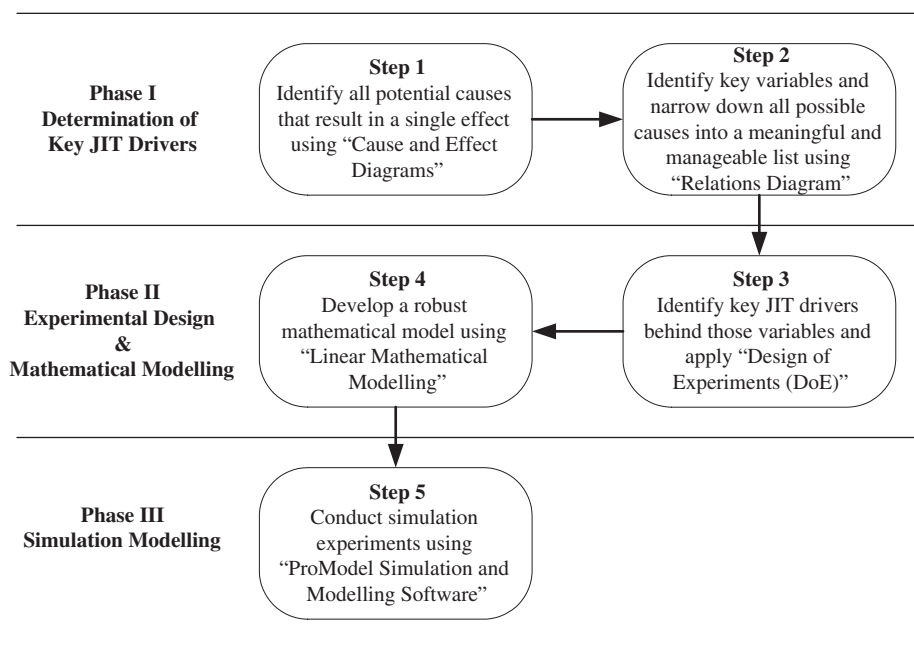 Phase I
Determination of
Key JIT Drivers
Step 1
Identify all potential causes
that result in a single effect
using “Cause and Effect
Diagrams”
Step 2
Identify key variables and
narrow down all possible
causes into a meaningful and
manageable list using
“Relations Diagram”
Phase II
Experimental Design
&
Mathematical Modelling
Step 4
Develop a robust
mathematical model using
“Linear Mathematical
Modelling”
Step 3
Identify key JIT drivers
behind those variables and
apply “Design of
Experiments (DoE)”
Phase III
Simulation Modelling
Step 5
Conduct simulation
experiments using
“ProModel Simulation and
Modelling Software”